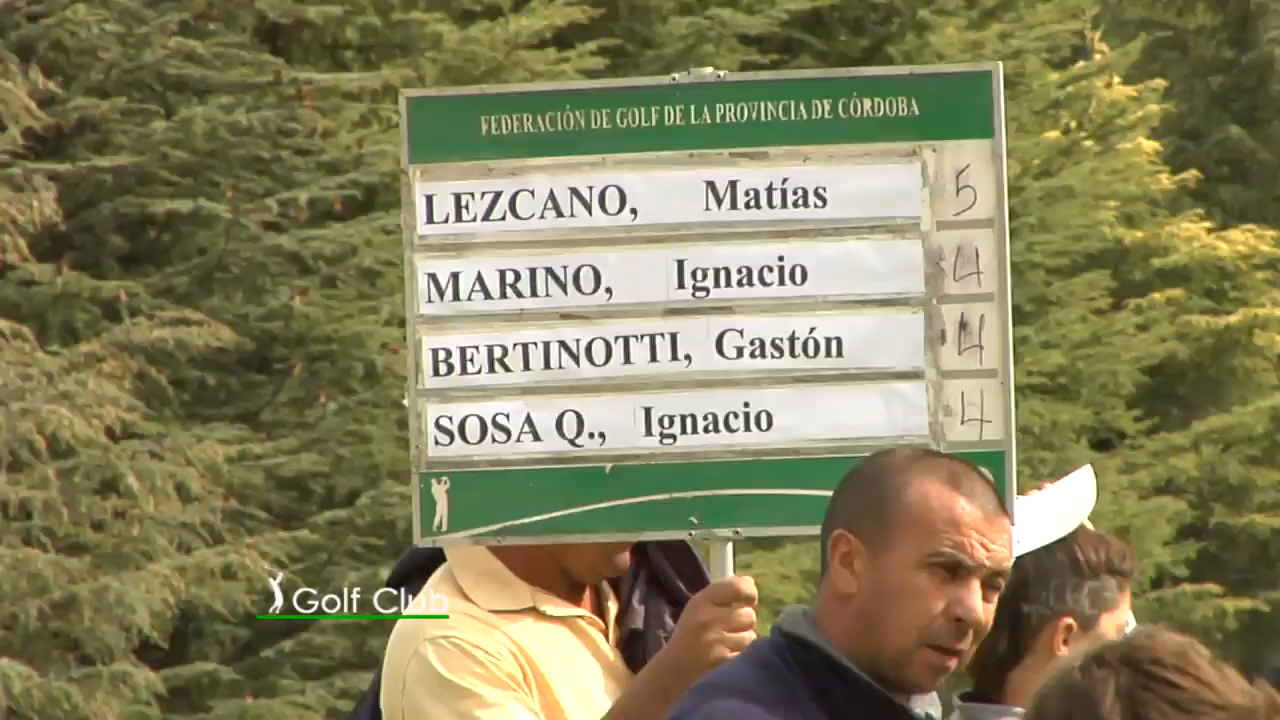 FEDERACIÓN DE GOLF DE LA PROVINCIA DE CÓRDOBA
LEZCANO, Matías 5
MARINO, Ignacio 4
BERTINOTTI, Gastón 4
SOSA Q., Ignacio 4
Golf Club